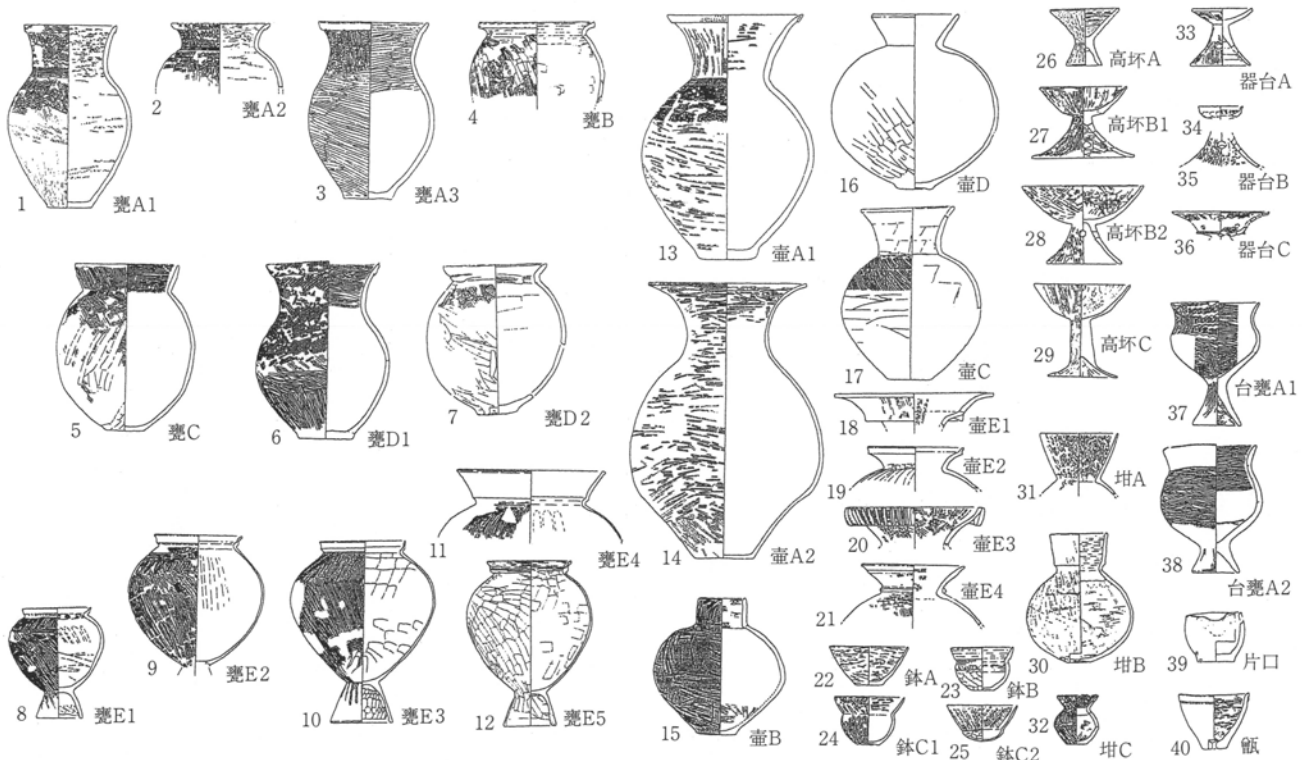 1 甕A1
2 甕A2
3 甕A3
4 甕B
5 甕C
6 甕D1
7 甕D2
8 甕E1
9 甕E2
10 甕E3
11 甕E4
12 甕E5
13 壷A1
14 壷A2
15 壷B
16 壷D
17 壷C
18 壷E1
19 壷E2
20 壷E3
21 壷E4
22 鉢A
23 鉢B
24 鉢C1
25 鉢C2
26 高坏A
27 高坏B1
28 高坏B2
29 高坏C
30 坩B
31 坩A
32 坩C
33 器台A
34
35 器台B
36 器台C
37 台甕A1
38 台甕A2
39 片口
40 甑